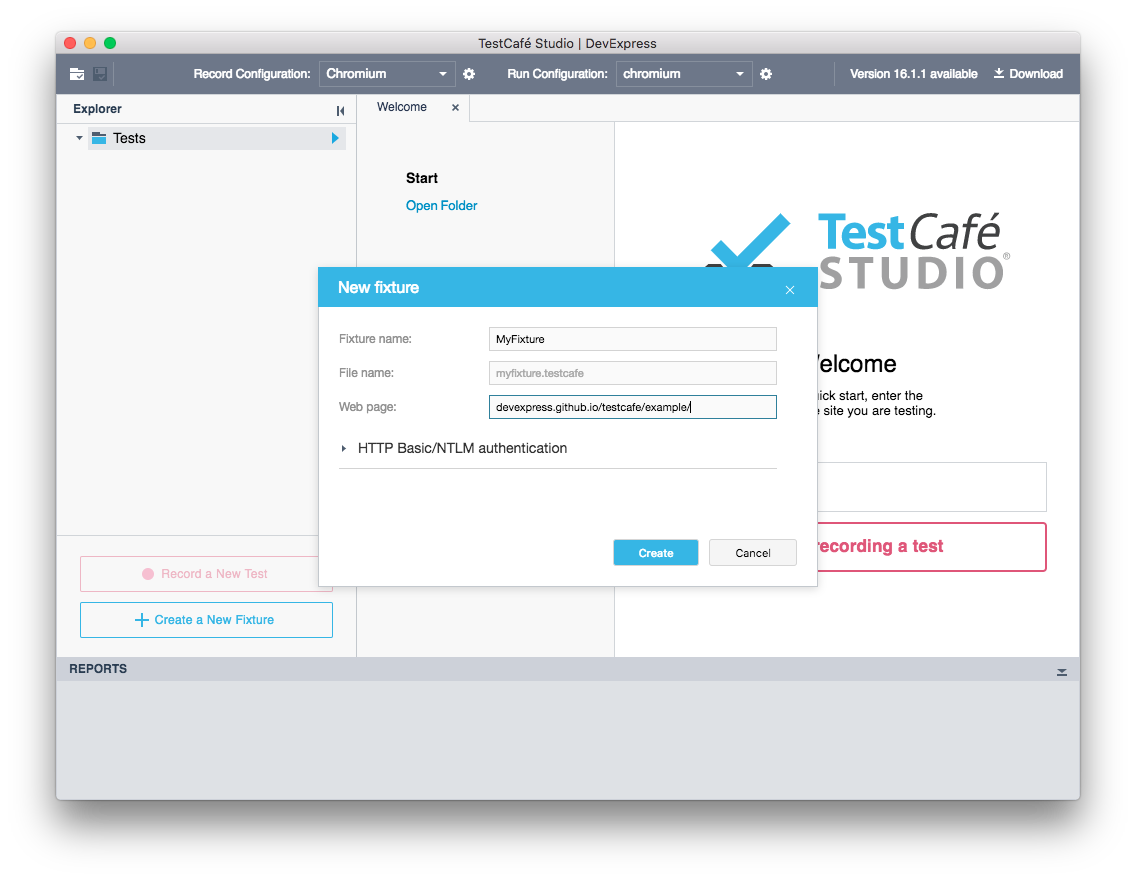 TestCafé Studio | DevExpress
Record Configuration: Chromium Run Configuration: chromium Version 16.1.1 available Download
Explorer
Welcome
Tests
Start
Open Folder
TestCafé
STUDIO®
New fixture
Fixture name: MyFixture
File name: myfixture.testcafe
Web page: devexpress.github.io/testcafe/example/
HTTP Basic/NTLM authentication
Create Cancel
elcome
ick start, enter the
site you are testing.
recording a test
Record a New Test
Create a New Fixture
REPORTS